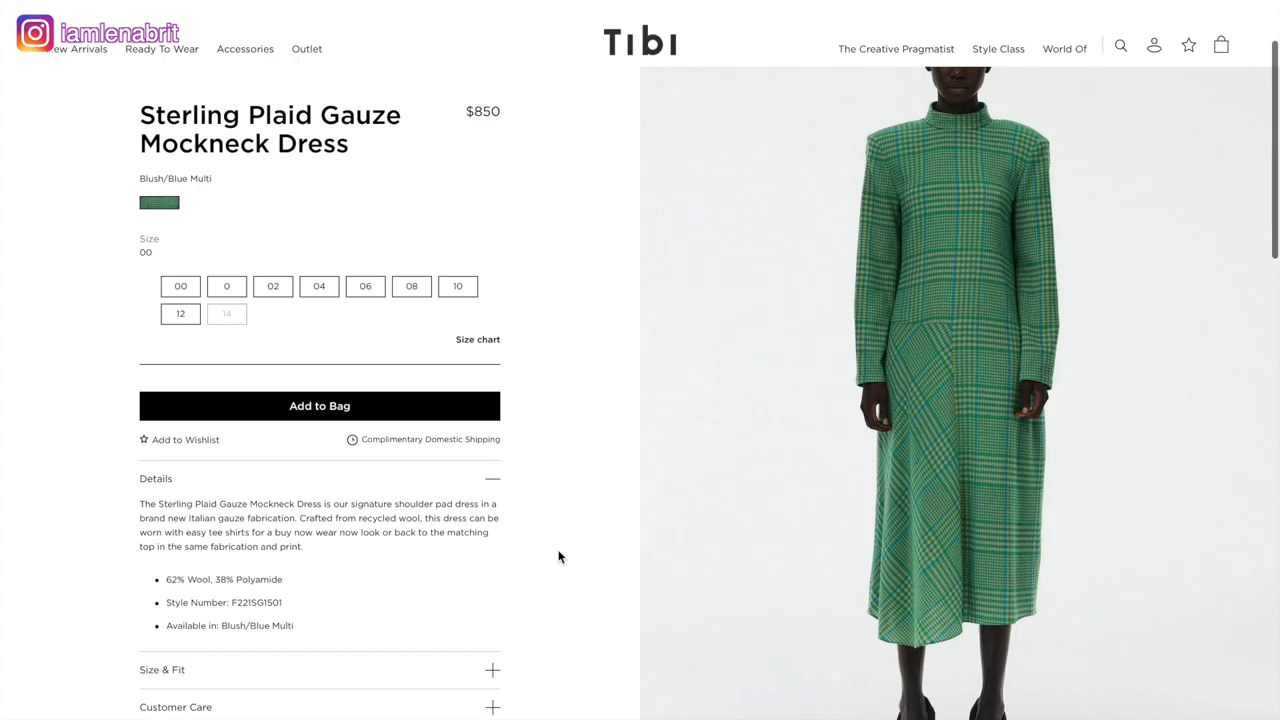 iamlenabrit
New Arrivals Ready To Wear Accessories Outlet
Tibi
The Creative Pragmatist Style Class World Of
Sterling Plaid Gauze
Mockneck Dress
$850
Blush/Blue Multi
Size
00
00 0 02 04 06 08 10
12 14
Size chart
Add to Bag
Add to Wishlist
Complimentary Domestic Shipping
Details
The Sterling Plaid Gauze Mockneck Dress is our signature shoulder pad dress in a
brand new Italian gauze fabrication. Crafted from recycled wool, this dress can be
worn with easy tee shirts for a buy now wear now look or back to the matching
top in the same fabrication and print.
62% Wool, 38% Polyamide
Style Number: F221SG1501
Available in: Blush/Blue Multi
Size & Fit
Customer Care